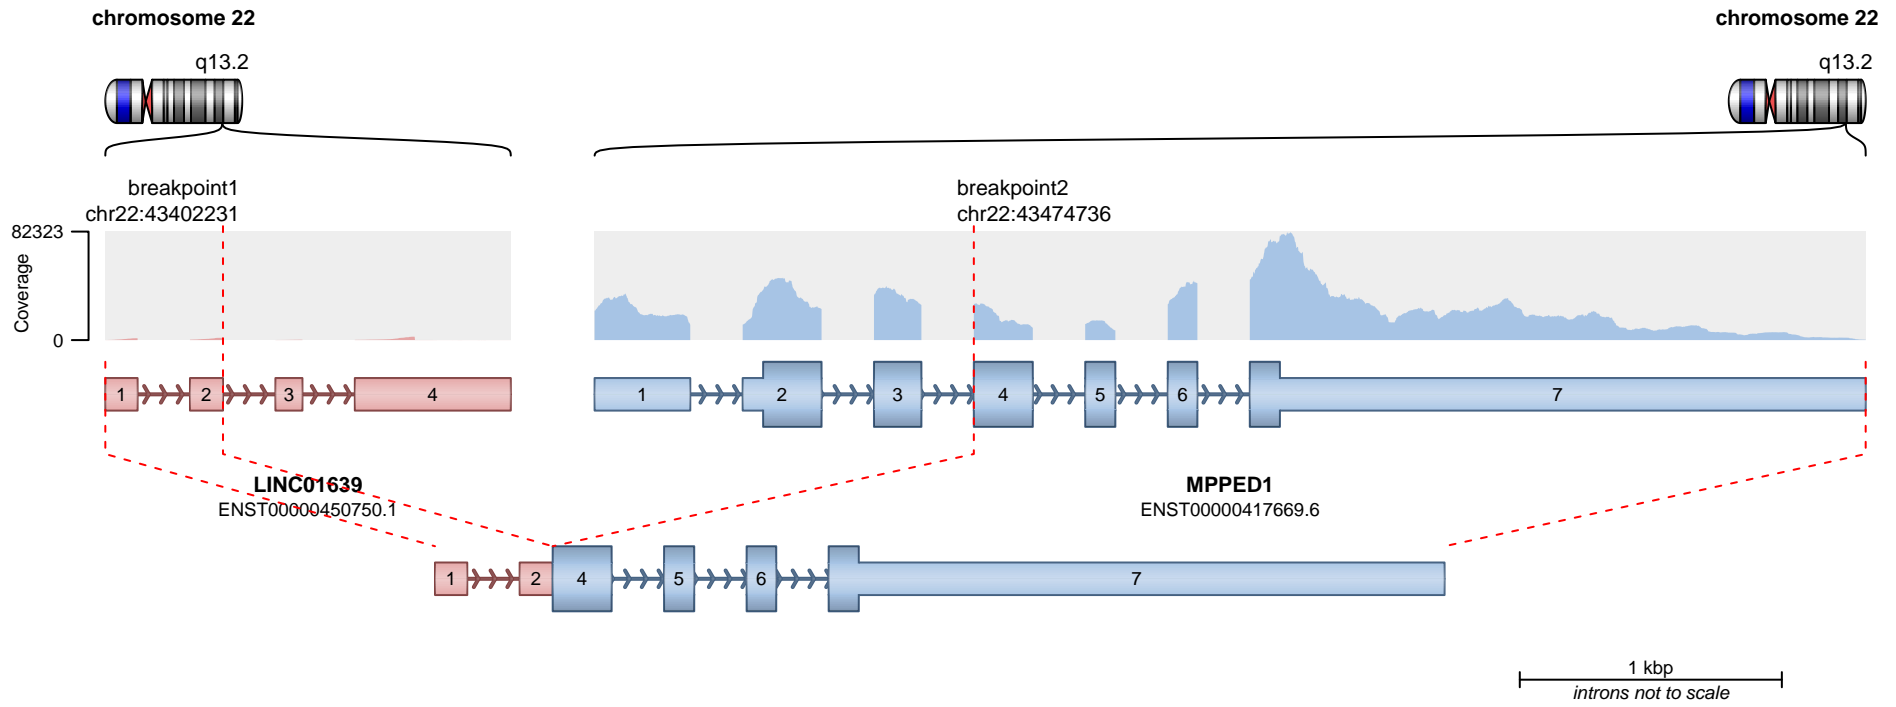 chromosome 22
chromosome 22
q13.2
q13.2
breakpoint1
chr22:43402231
breakpoint2
chr22:43474736
82323
Coverage
0
1 2 3 4
1 2 3 4 5 6 7
LINC01639
ENST00000450750.1
MPPED1
ENST00000417669.6
1 2 4 5 6 7
1 kbp
introns not to scale